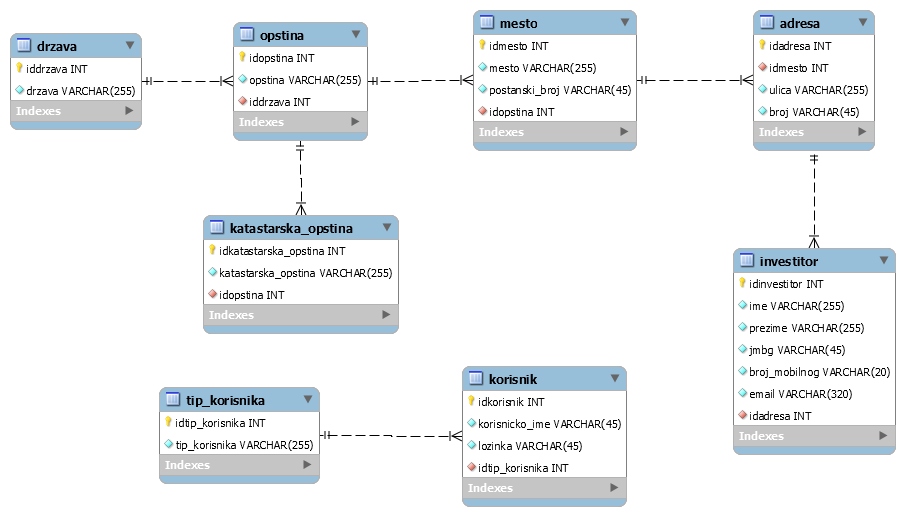 drzava
iddrzava INT
drzava VARCHAR(255)
Indexes
opstina
idopstina INT
opstina VARCHAR(255)
iddrzava INT
Indexes
mesto
idmesto INT
mesto VARCHAR(255)
postanski_broj VARCHAR(45)
idopstina INT
Indexes
adresa
idadresa INT
idmesto INT
ulica VARCHAR(255)
broj VARCHAR(45)
Indexes
katastarska_opstina
idkatastarska_opstina INT
katastarska_opstina VARCHAR(255)
idopstina INT
Indexes
investitor
idinvestitor INT
ime VARCHAR(255)
prezime VARCHAR(255)
jmbg VARCHAR(45)
broj_mobilnog VARCHAR(20)
email VARCHAR(320)
idadresa INT
Indexes
tip_korisnika
idtip_korisnika INT
tip_korisnika VARCHAR(255)
Indexes
korisnik
idkorisnik INT
korisnicko_ime VARCHAR(45)
lozinka VARCHAR(45)
idtip_korisnika INT
Indexes